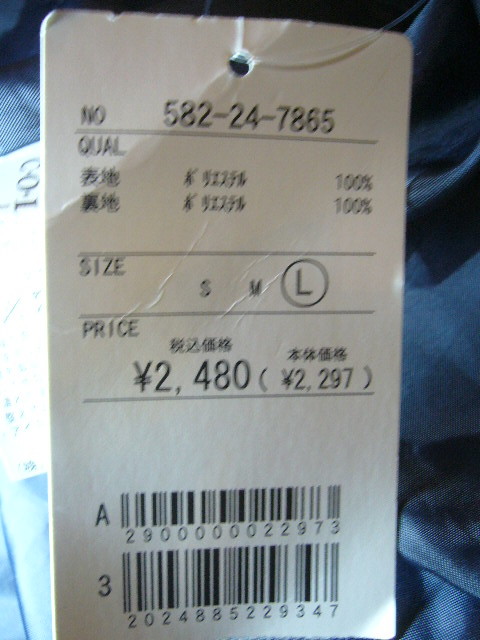 NO 582-24-7865
QUAL
表地 ポリエステル 100%
裏地 ポリエステル 100%
SIZE
S M L
PRICE
税込価格 本体価格
¥2,480 ( ¥2,297 )
A
2900000022973
3
2024885229347